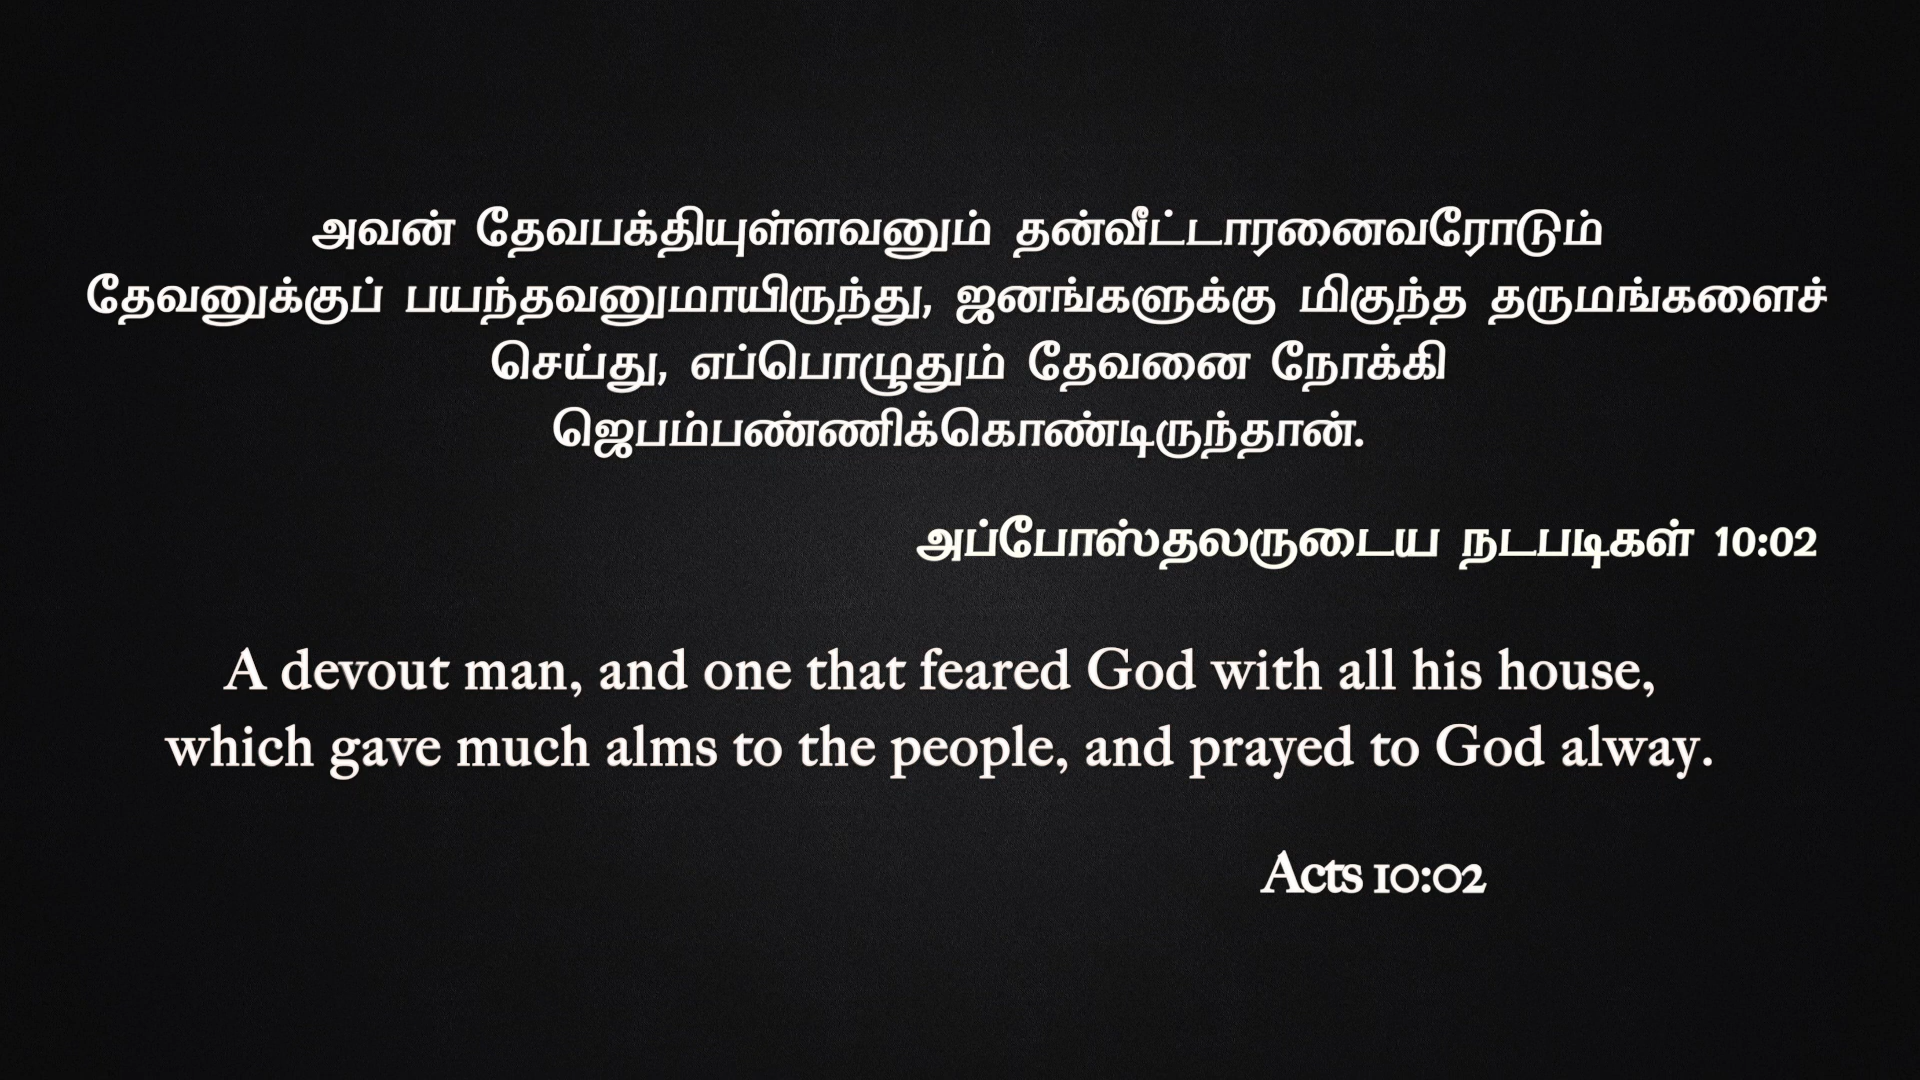 அவன் தேவபக்தியுள்ளவனும் தன்வீட்டாரனைவரோடும்
தேவனுக்குப் பயந்தவனுமாயிருந்து, ஜனங்களுக்கு மிகுந்த தருமங்களைச்
செய்து, எப்பொழுதும் தேவனை நோக்கி
ஜெபம்பண்ணிக்கொண்டிருந்தான்.
அப்போஸ்தலருடைய நடபடிகள் 10:02
A devout man, and one that feared God with all his house,
which gave much alms to the people, and prayed to God alway.
Acts 10:02